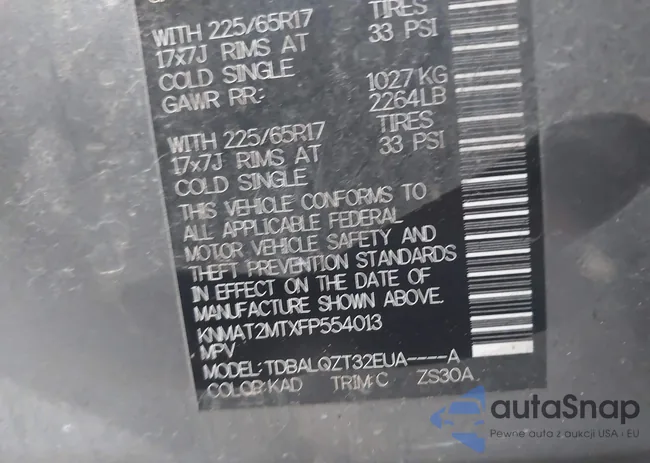 WITH 225/65R17 TIRES
17x7J RIMS AT 33 PSI
COLD SINGLE
GAWR RR: 1027KG
2264LB
WITH 225/65R17 TIRES
17x7J RIMS AT 33 PSI
COLD SINGLE
THIS VEHICLE CONFORMS TO
ALL APPLICABLE FEDERAL
MOTOR VEHICLE SAFETY AND
THEFT PREVENTION STANDARDS
IN EFFECT ON THE DATE OF
MANUFACTURE SHOWN ABOVE.
KNMAT2MTXFP554013
MPV
MODEL: TDBALQZT32EUA----A
COLOR: KAD TRIM: C ZS30A
autaSnap
Pewne auta z aukcji USA i EU